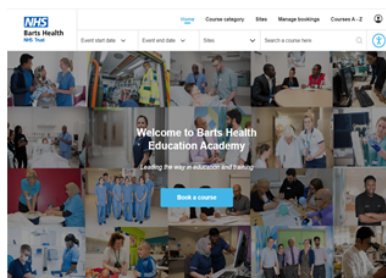 NHS
Barts Health
NHS Trust
Home Course category Sites Manage bookings Courses A - Z
Event start date Event end date Sites Search a course here
Welcome to Barts Health
Education Academy
Leading the way in education and training
Book a course